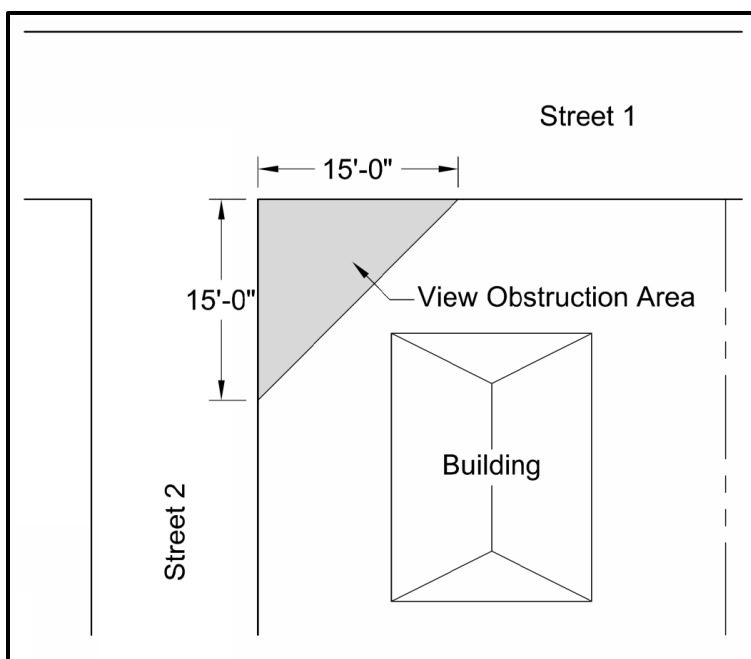 Street 1
15'-0"
15'-0"
View Obstruction Area
Building
Street 2